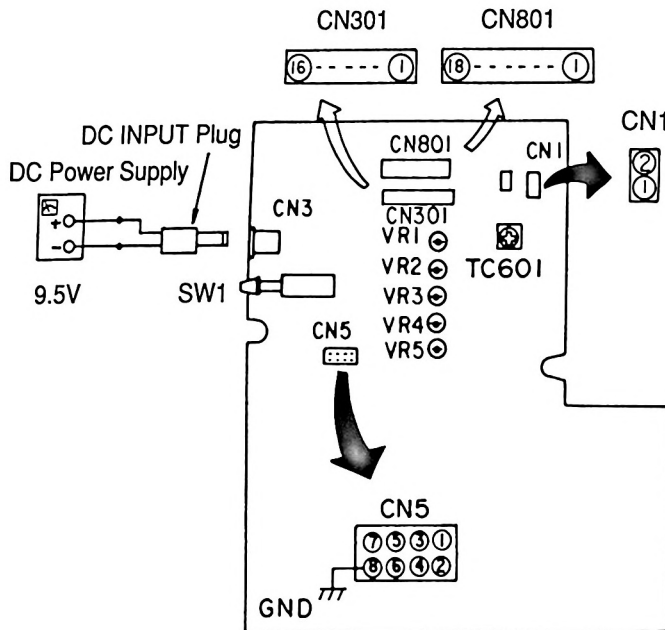 CN301 CN801
16 ----- 1 18 ----- 1
DC INPUT Plug
DC Power Supply
CN801
CN1
CN1
2
1
+
-
CN3
CN301
VR1
VR2
TC601
9.5V
SW1
VR3
VR4
CN5
VR5
CN5
7 5 3 1
8 6 4 2
GND